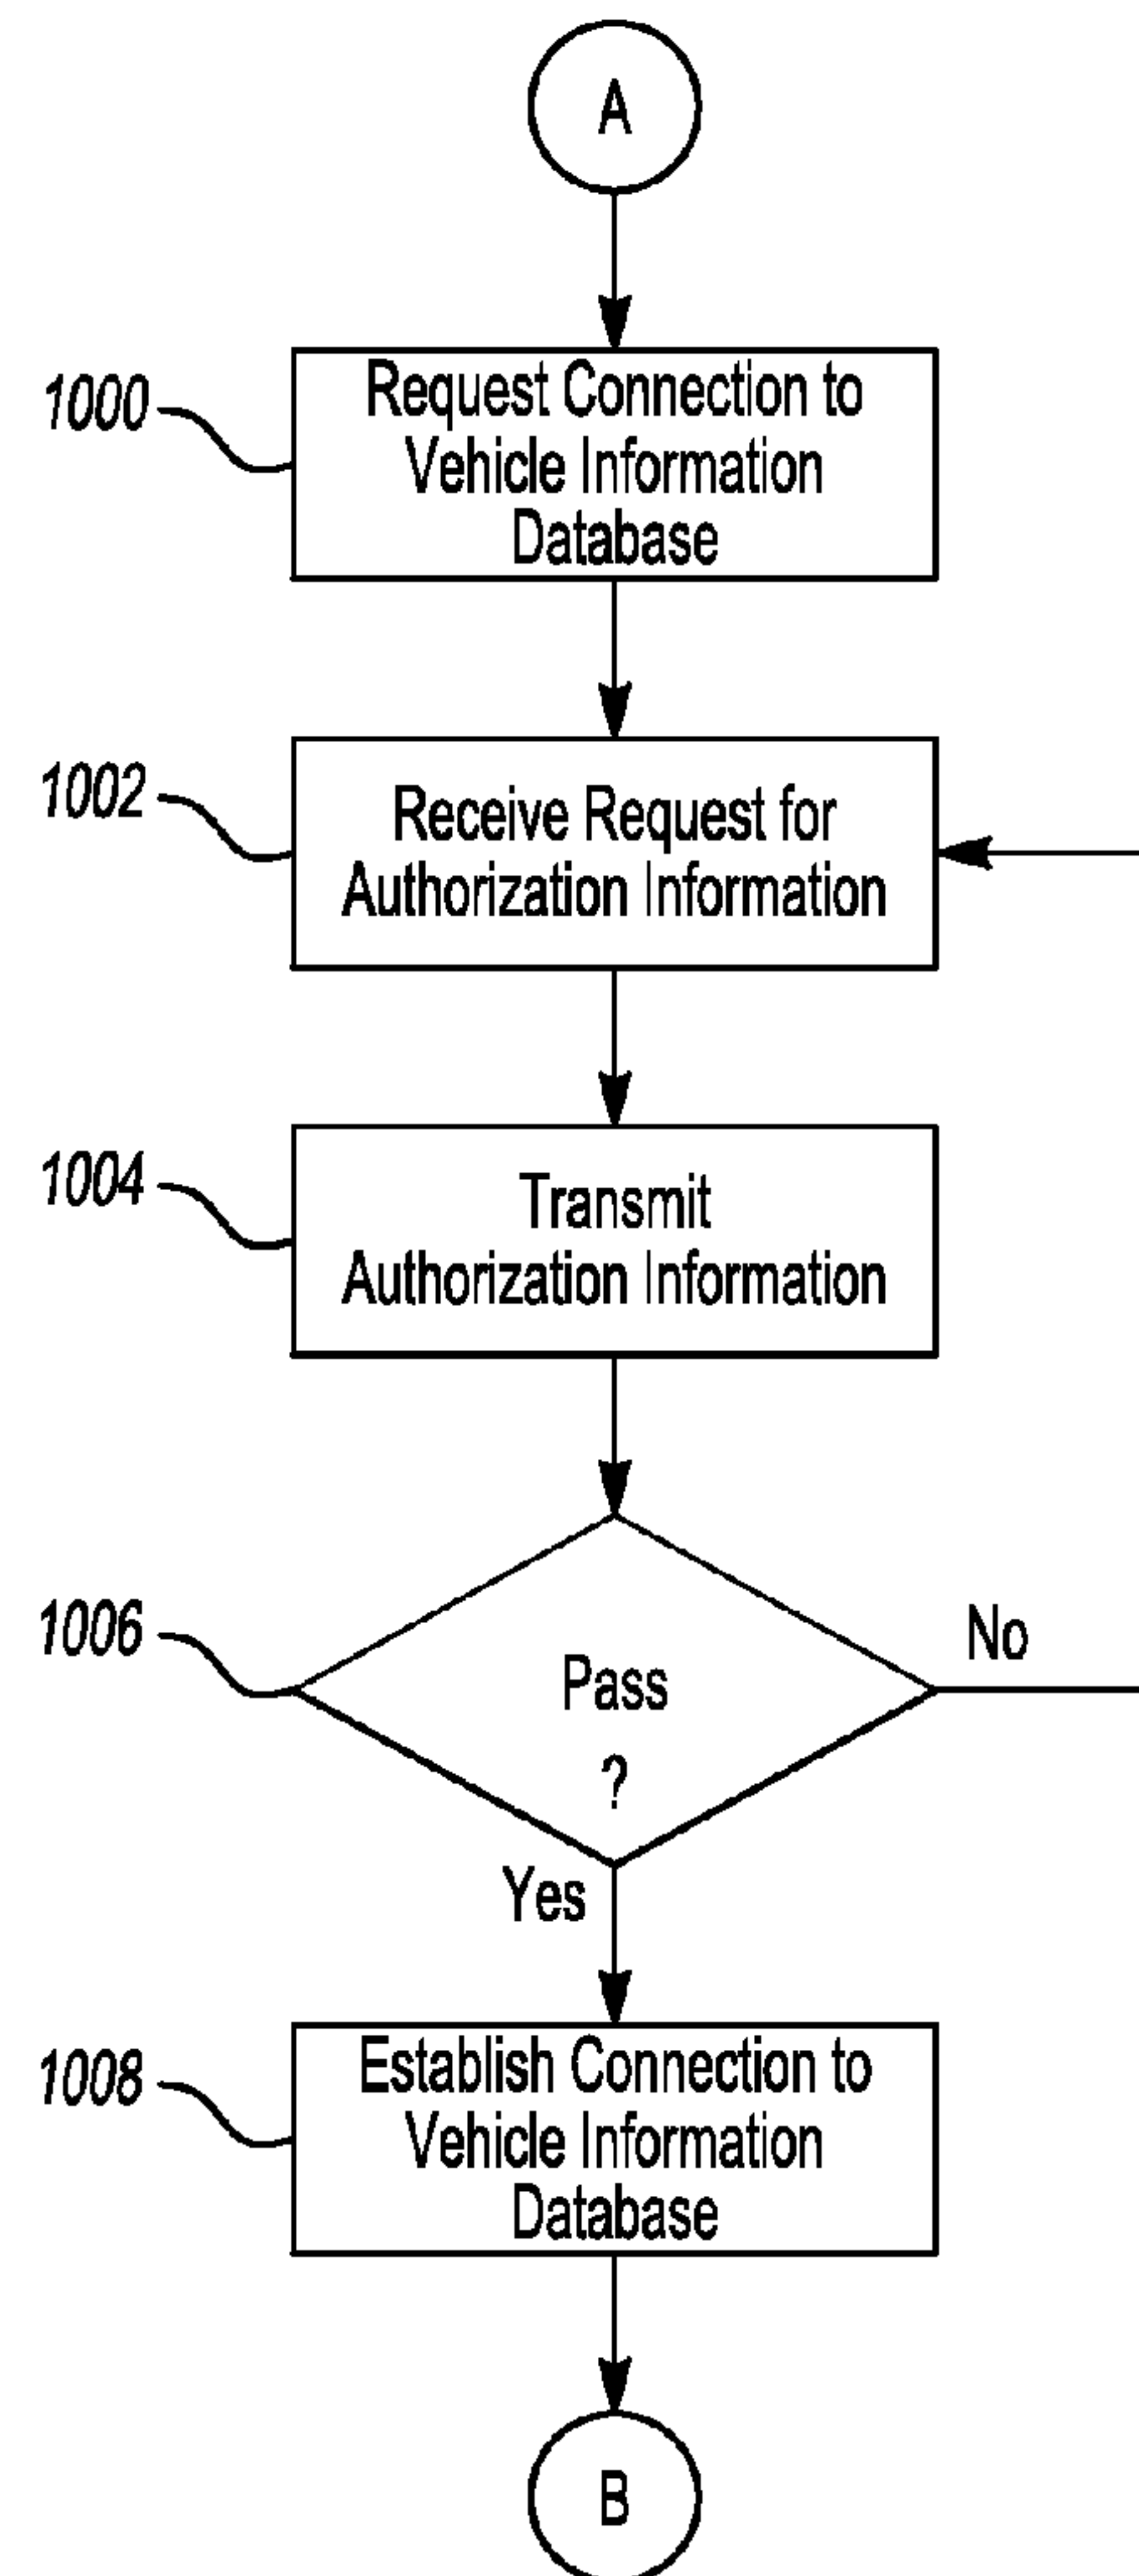 A
1000
Request Connection to
Vehicle Information
Database
1002
Receive Request for
Authorization Information
1004
Transmit
Authorization Information
1006
Pass
?
No
Yes
1008
Establish Connection to
Vehicle Information
Database
B